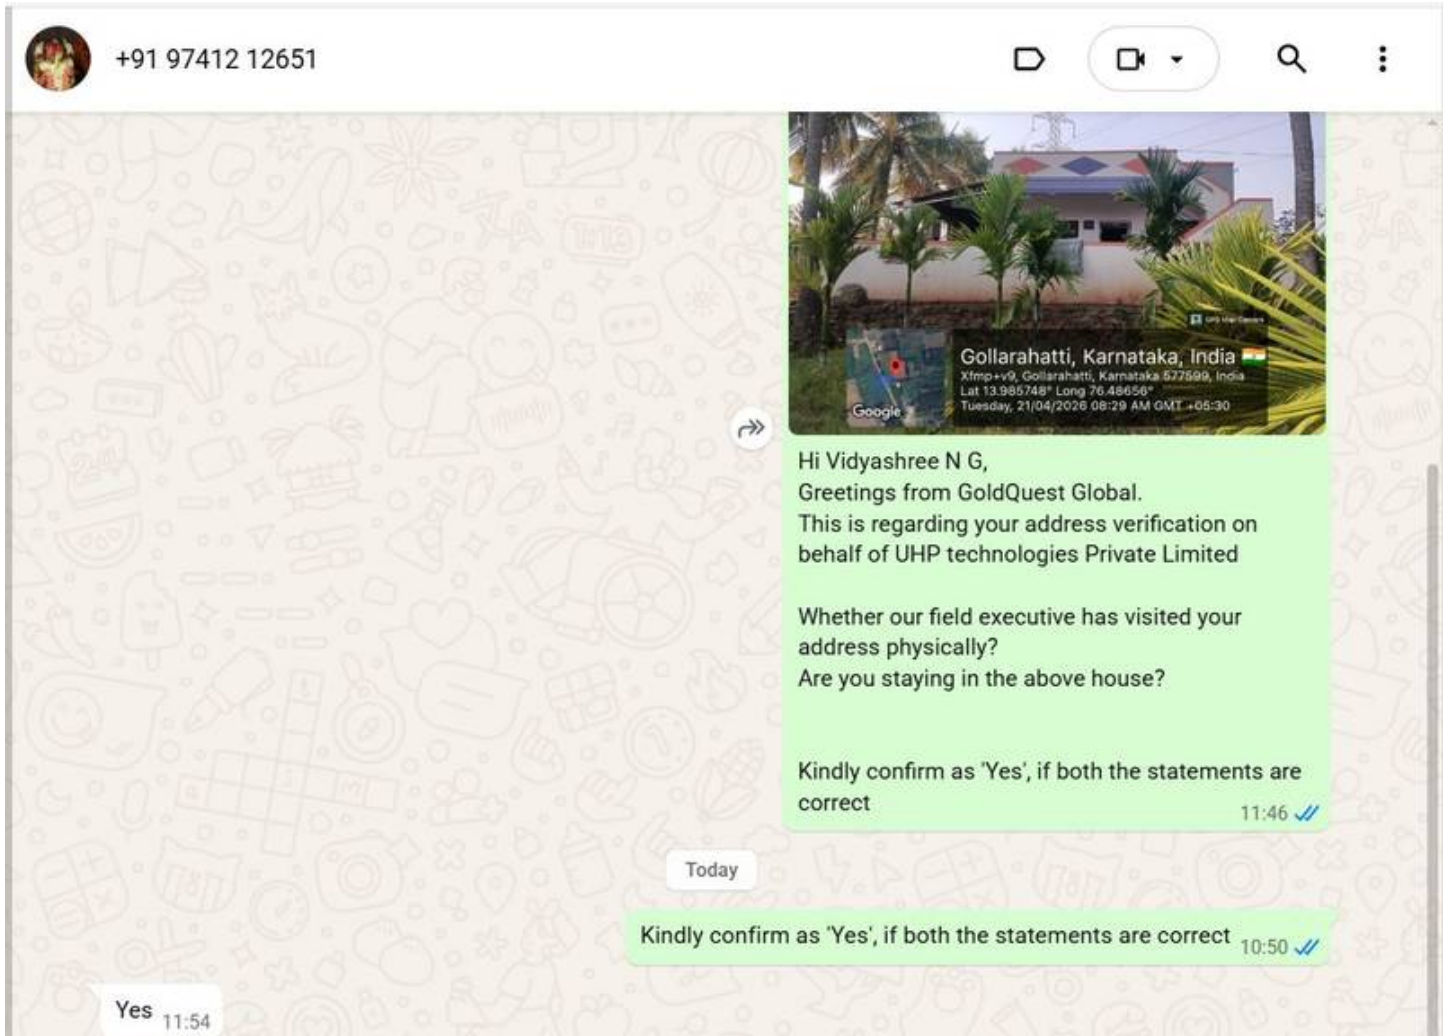 +91 97412 12651
GPS Map Camera
Gollarahatti, Karnataka, India
Xfmp+v9, Gollarahatti, Karnataka 577599, India
Lat 13.985748° Long 76.48656°
Tuesday, 21/04/2026 08:29 AM GMT +05:30
Google
Hi Vidyashree N G,
Greetings from GoldQuest Global.
This is regarding your address verification on
behalf of UHP technologies Private Limited
Whether our field executive has visited your
address physically?
Are you staying in the above house?
Kindly confirm as 'Yes', if both the statements are
correct
11:46
Today
Kindly confirm as 'Yes', if both the statements are correct 10:50
Yes 11:54